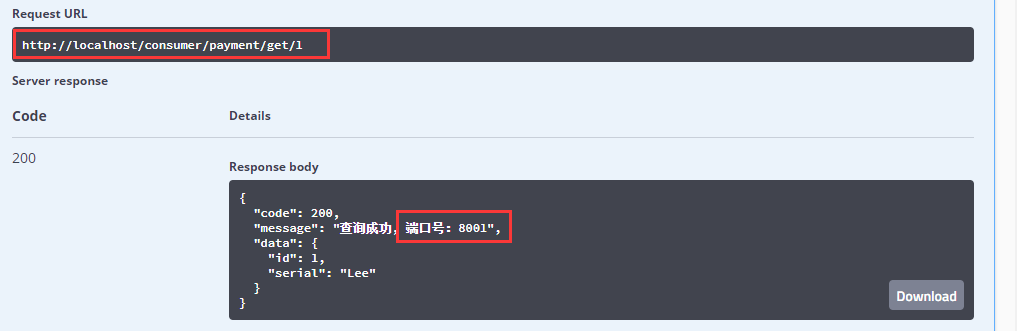 Request URL
http://localhost/consumer/payment/get/1
Server response
Code Details
200
Response body
{
"code": 200,
"message": "查询成功, 端口号: 8001",
"data": {
"id": 1,
"serial": "Lee"
}
}
Download